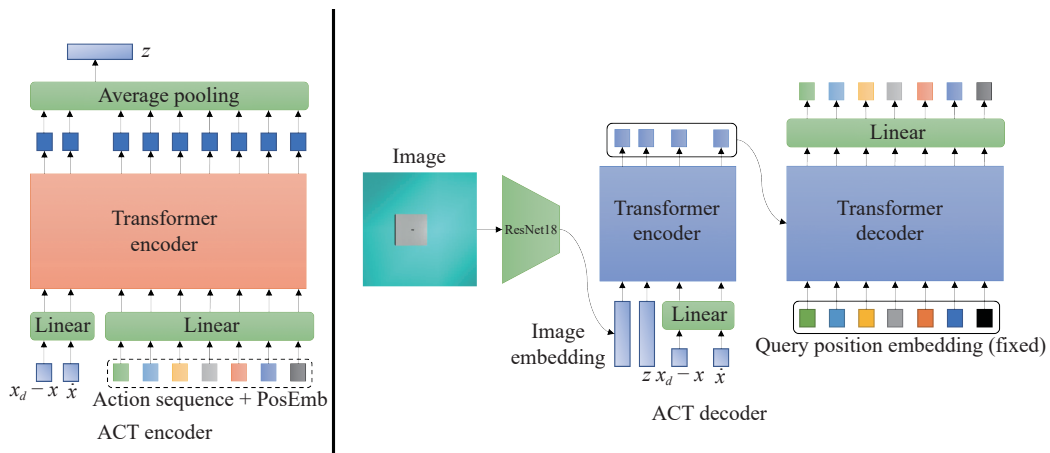 z
Average pooling
Transformer
encoder
Linear
Linear
x_d − x
ẋ
Action sequence + PosEmb
ACT encoder
Image
ResNet18
Image
embedding
Transformer
encoder
Linear
z
x_d − x
ẋ
Linear
Transformer
decoder
Query position embedding (fixed)
ACT decoder